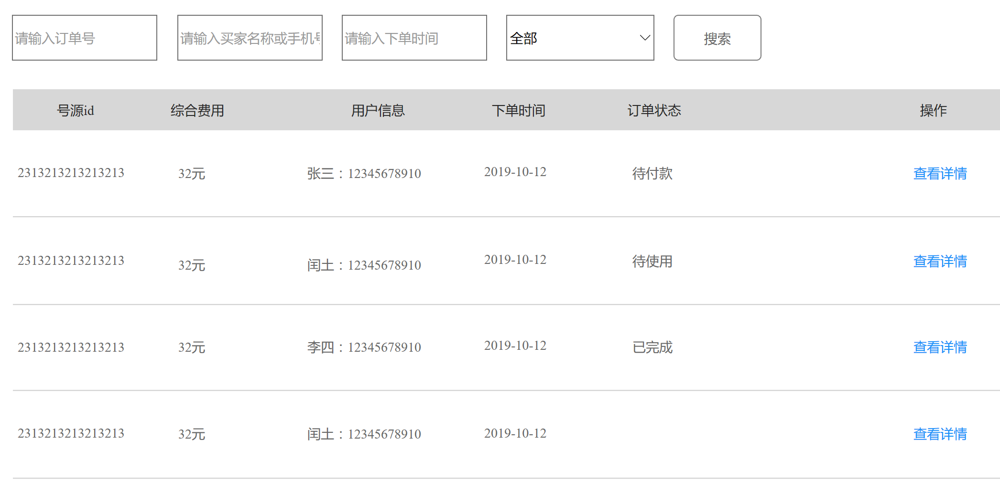 请输入订单号 请输入买家名称或手机号 请输入下单时间 全部 搜索
号源id 综合费用 用户信息 下单时间 订单状态 操作
2313213213213213 32元 张三：12345678910 2019-10-12 待付款 查看详情
2313213213213213 32元 闰土：12345678910 2019-10-12 待使用 查看详情
2313213213213213 32元 李四：12345678910 2019-10-12 已完成 查看详情
2313213213213213 32元 闰土：12345678910 2019-10-12 查看详情